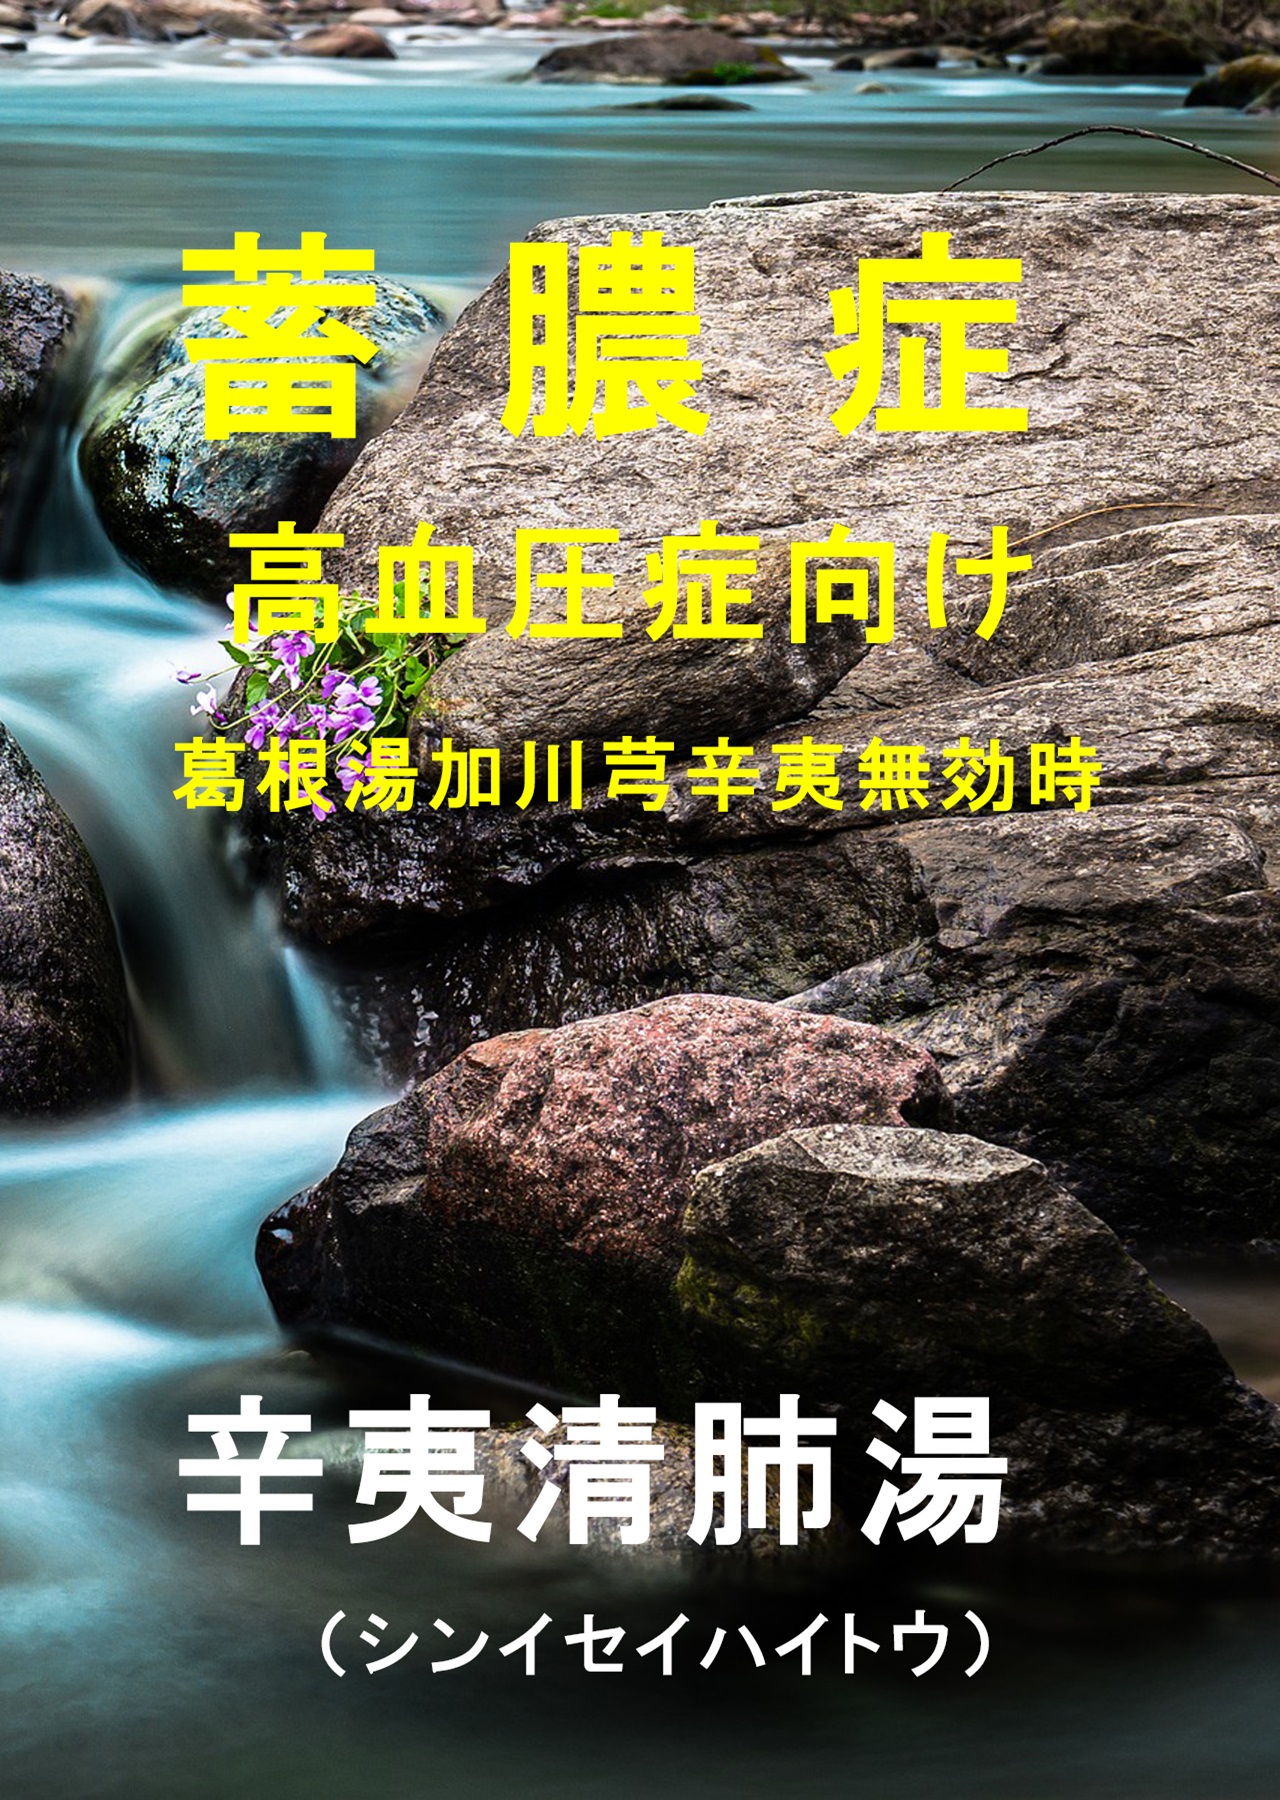 蓄膿症
高血圧症向け
葛根湯加川芎辛夷無効時
辛夷清肺湯
（シンイセイハイトウ）